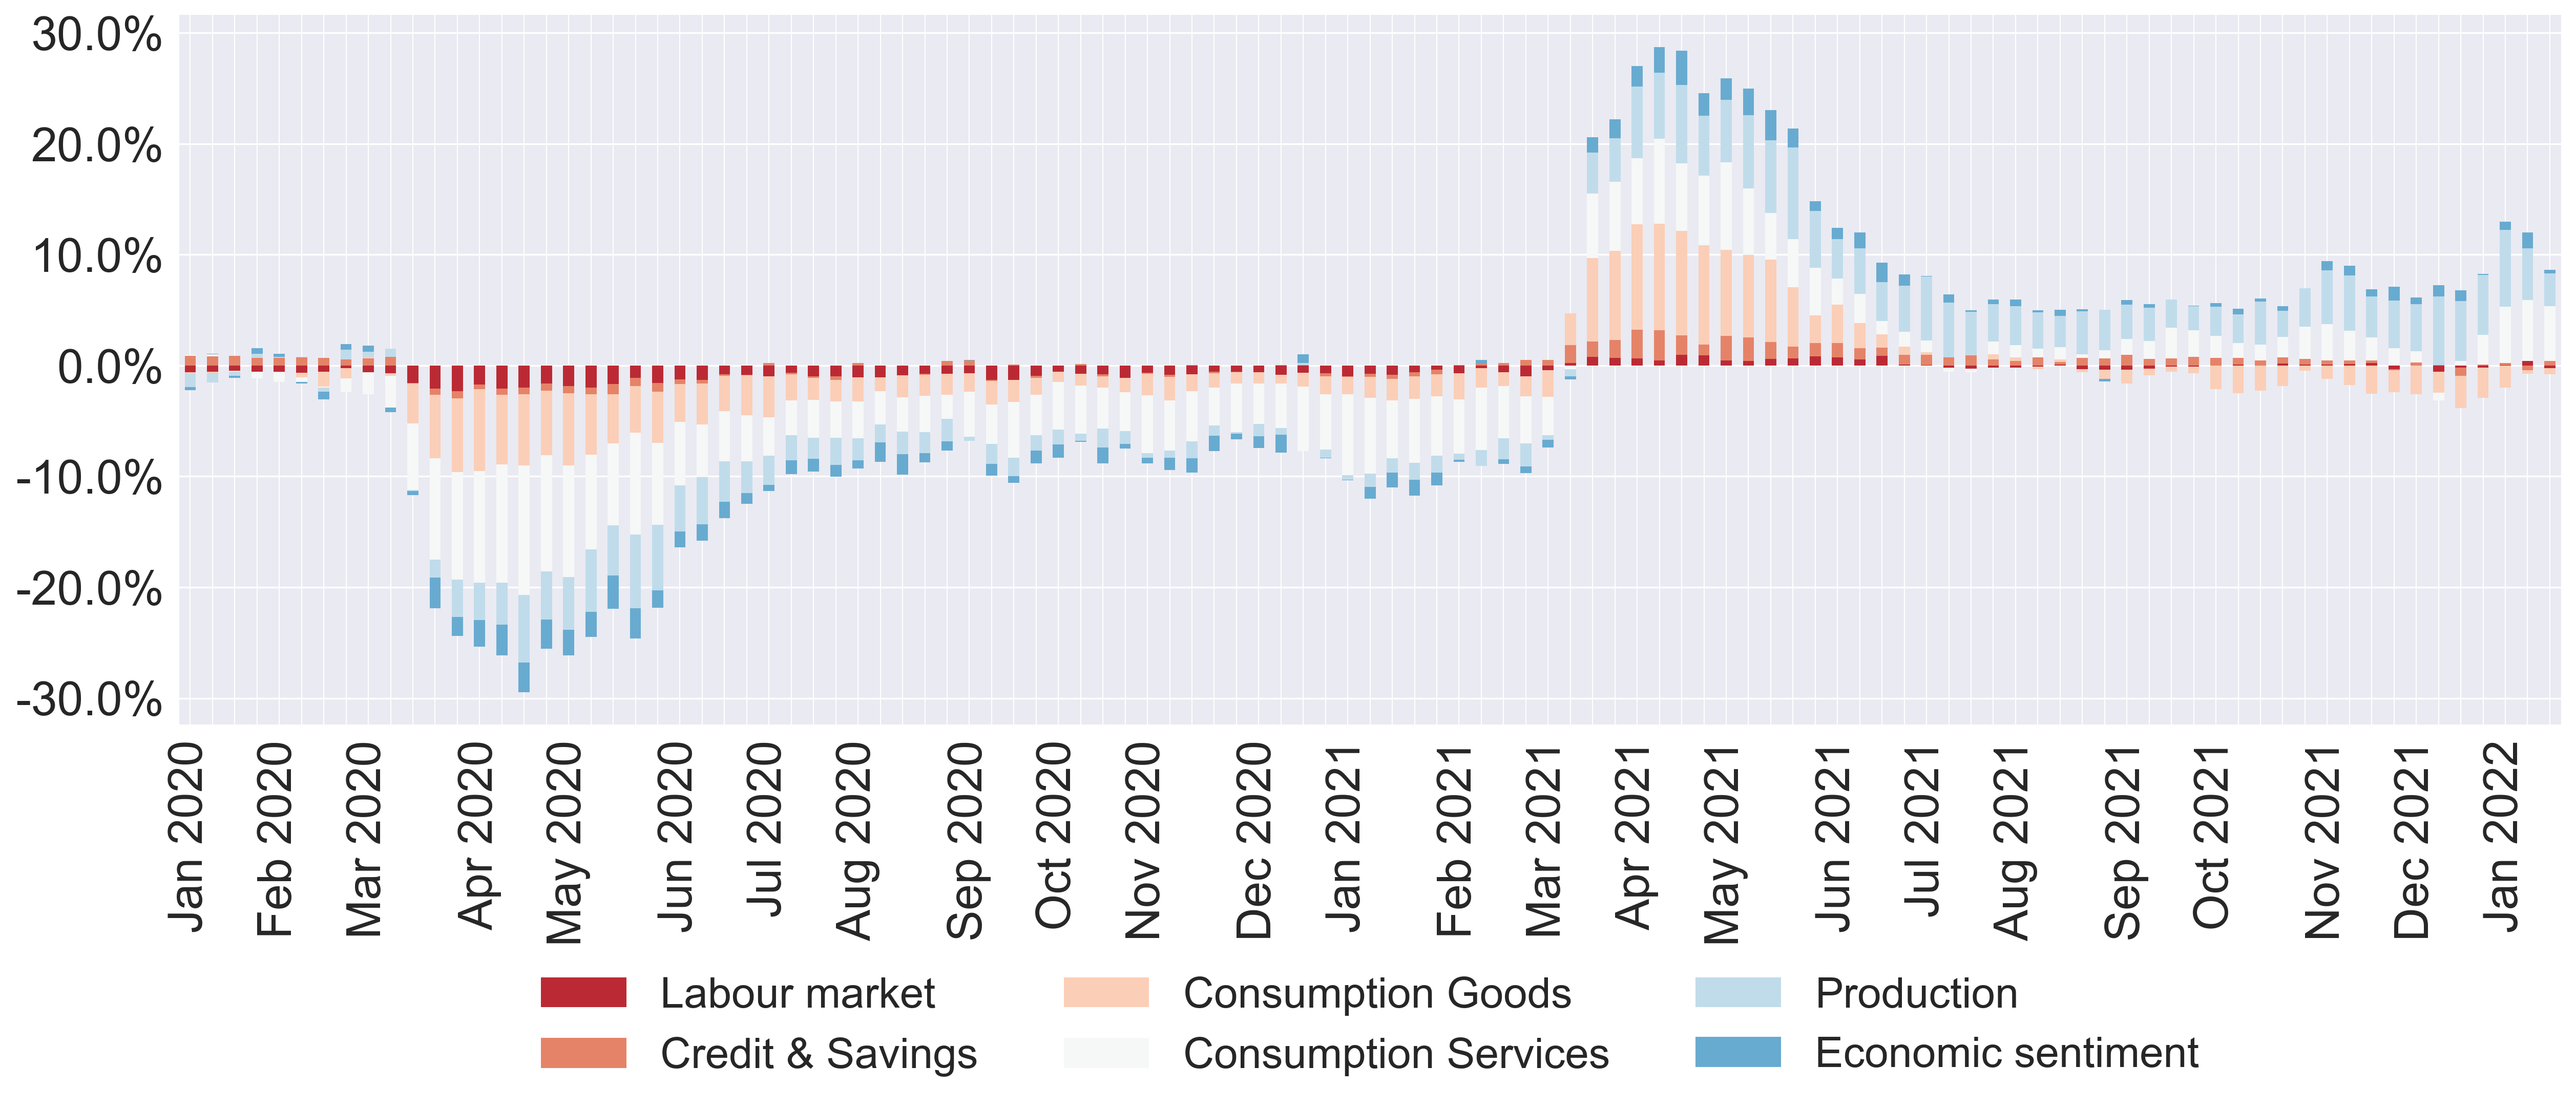 30.0%
20.0%
10.0%
0.0%
-10.0%
-20.0%
-30.0%
Jan 2020
Feb 2020
Mar 2020
Apr 2020
May 2020
Jun 2020
Jul 2020
Aug 2020
Sep 2020
Oct 2020
Nov 2020
Dec 2020
Jan 2021
Feb 2021
Mar 2021
Apr 2021
May 2021
Jun 2021
Jul 2021
Aug 2021
Sep 2021
Oct 2021
Nov 2021
Dec 2021
Jan 2022
Labour market
Consumption Goods
Production
Credit & Savings
Consumption Services
Economic sentiment